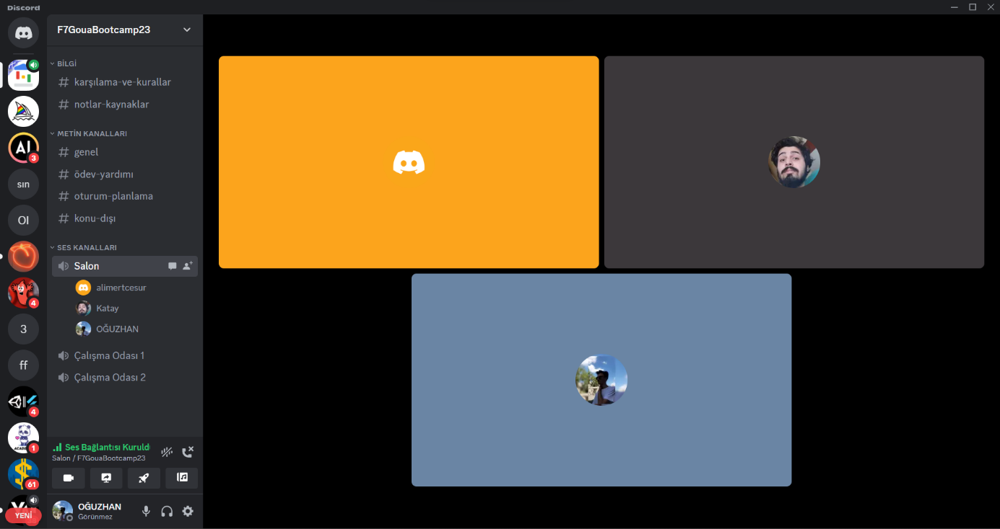 Discord
F7GouaBootcamp23
BİLGİ
karşılama-ve-kurallar
notlar-kaynaklar
METİN KANALLARI
genel
ödev-yardımı
oturum-planlama
konu-dışı
SES KANALLARI
Salon
alimertcesur
Katay
OĞUZHAN
Çalışma Odası 1
Çalışma Odası 2
AI
3
sın
OI
4
3
ff
4
ACADEMY
1
61
YENİ
Ses Bağlantısı Kuruld
Salon / F7GouaBootcamp23
OĞUZHAN
Görünmez